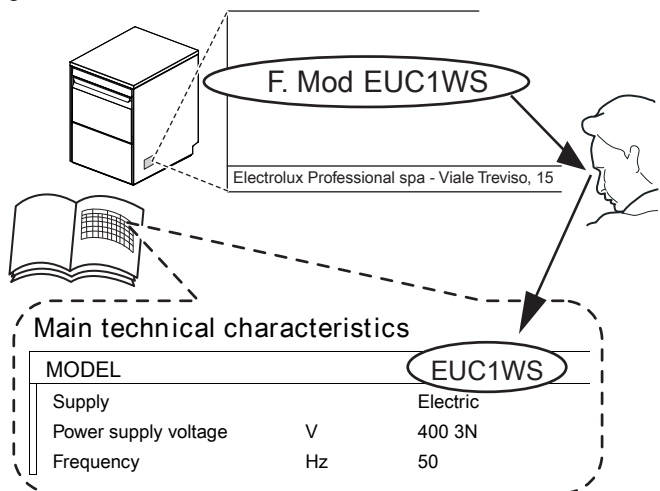 F. Mod EUC1WS
Electrolux Professional spa - Viale Treviso, 15
Main technical characteristics
MODEL EUC1WS
Supply Electric
Power supply voltage V 400 3N
Frequency Hz 50